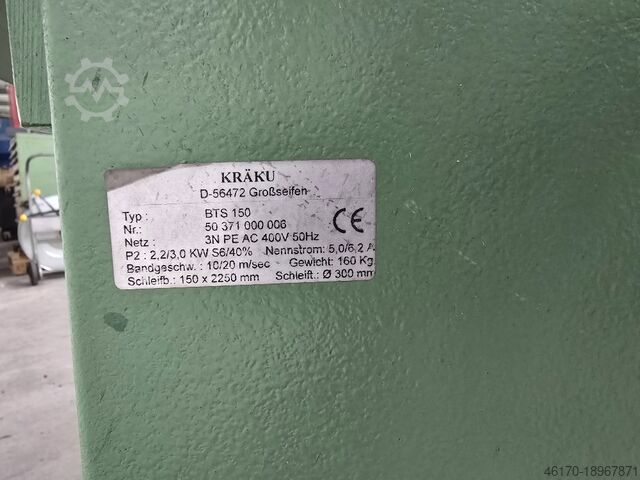 KRÄKU
D-56472 Großseifen
Typ : BTS 150
Nr.: 50 371 000 006
Netz : 3N PE AC 400V 50Hz
P2 : 2,2/3,0 KW S6/40% Nennstrom: 5,0/6,2 A
Bandgeschw. : 10/20 m/sec Gewicht: 160 Kg
Schleifb.: 150 x 2250 mm Schleift.: Ø 300 mm
CE
46170-18967871